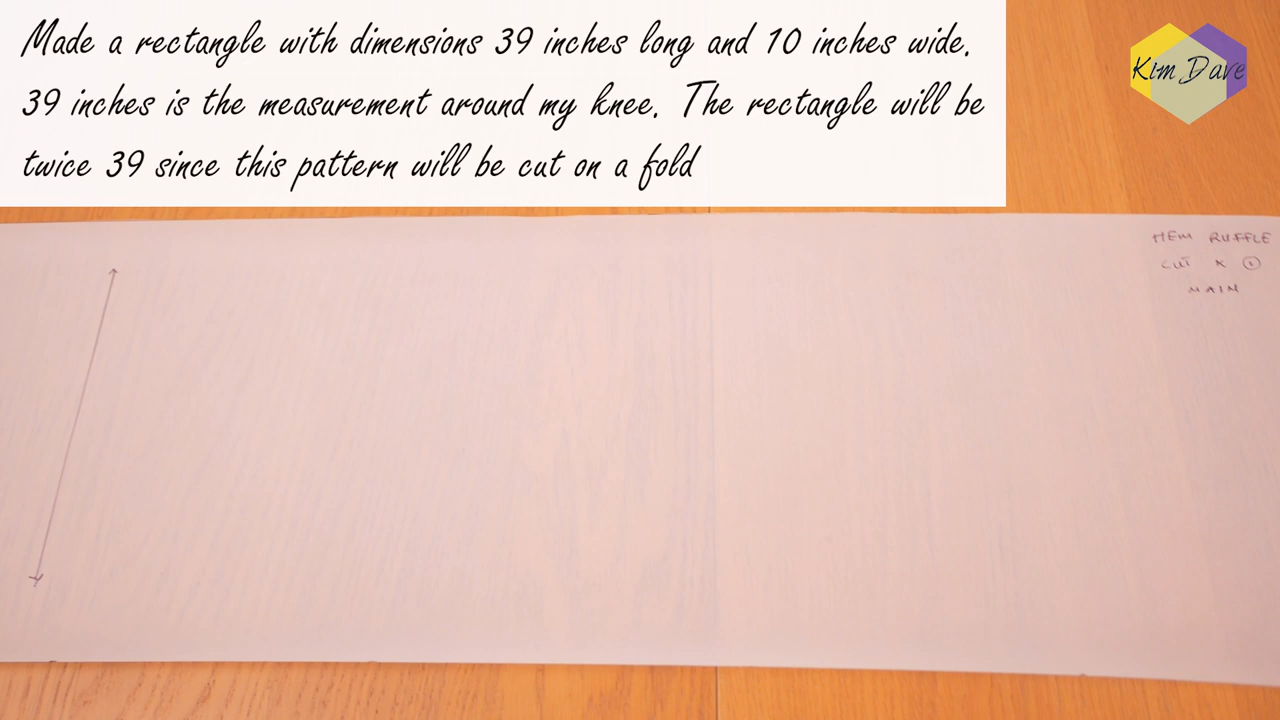 Made a rectangle with dimensions 39 inches long and 10 inches wide.
39 inches is the measurement around my knee. The rectangle will be
twice 39 since this pattern will be cut on a fold
Kim Dave
HEM RUFFLE
CUT X 1
MAIN